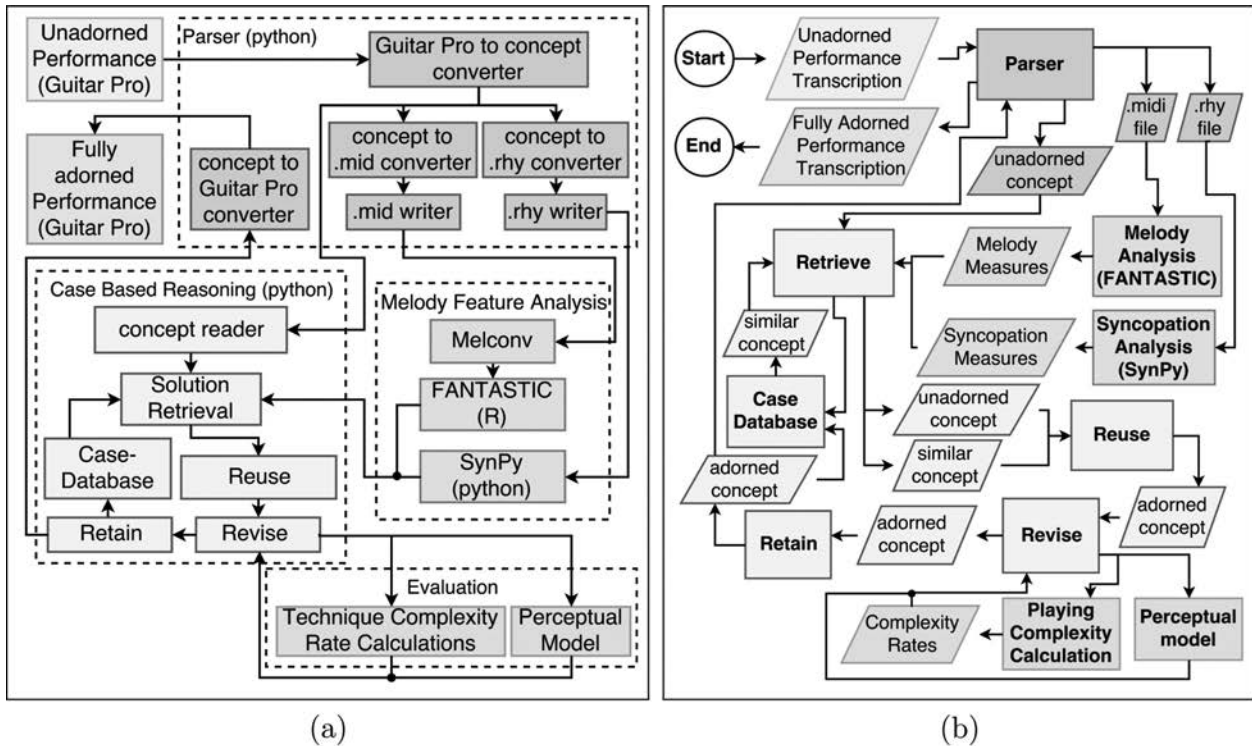 Unadorned
Performance
(Guitar Pro)
Parser (python)
Guitar Pro to concept
converter
Fully
adorned
Performance
(Guitar Pro)
concept to
Guitar Pro
converter
concept to
.mid converter
concept to
.rhy converter
.mid writer
.rhy writer
Case Based Reasoning (python)
concept reader
Solution
Retrieval
Case-
Database
Reuse
Retain
Revise
Melody Feature Analysis
Melconv
FANTASTIC
(R)
SynPy
(python)
Evaluation
Technique Complexity
Rate Calculations
Perceptual
Model
(a)
Start
Unadorned
Performance
Transcription
Parser
End
Fully Adorned
Performance
Transcription
.midi
file
.rhy
file
unadorned
concept
Retrieve
Melody
Measures
Melody
Analysis
(FANTASTIC)
similar
concept
Syncopation
Measures
Syncopation
Analysis
(SynPy)
Case
Database
unadorned
concept
Reuse
adorned
concept
similar
concept
Retain
adorned
concept
Revise
adorned
concept
Complexity
Rates
Playing
Complexity
Calculation
Perceptual
model
(b)